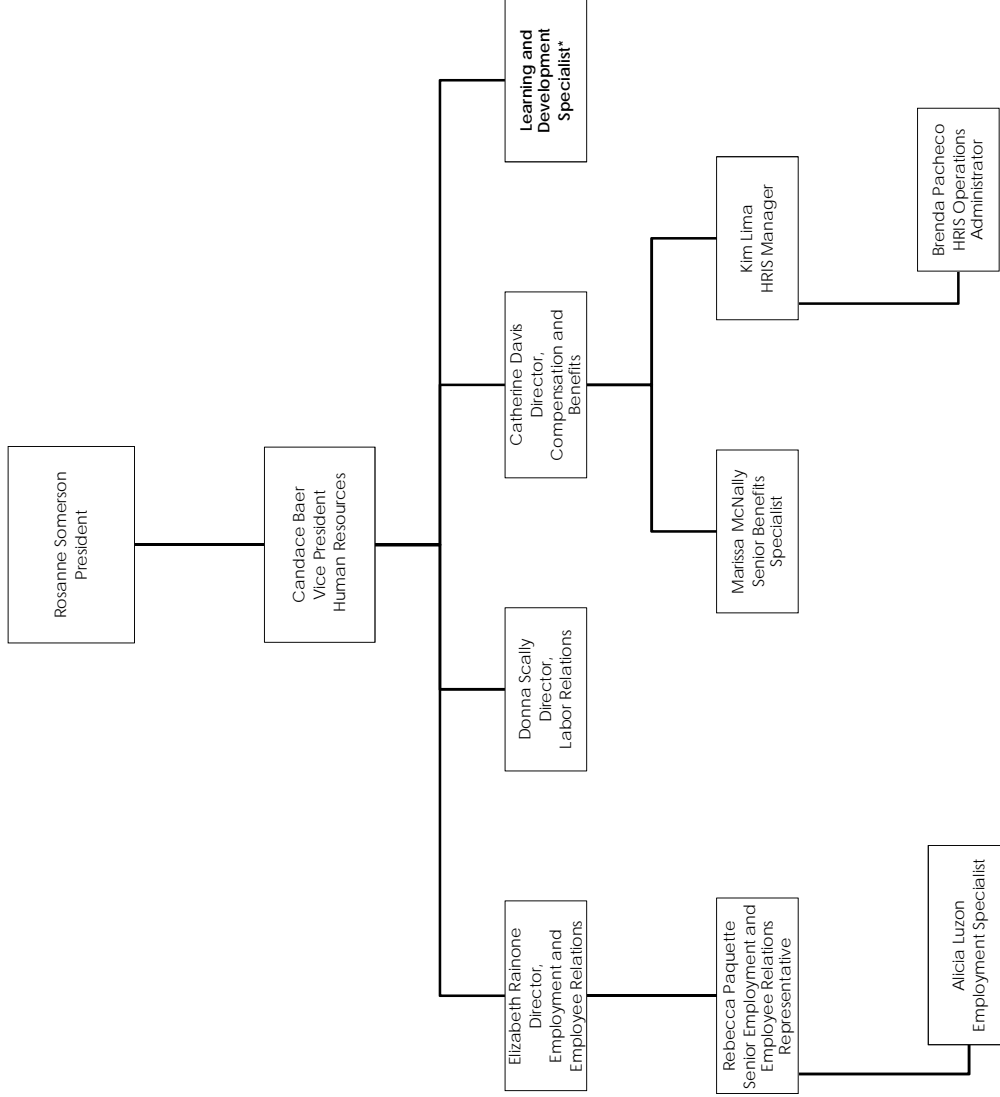 Rosanne Somerson
President
Candace Baer
Vice President
Human Resources
Elizabeth Rainone
Director,
Employment and
Employee Relations
Donna Scally
Director,
Labor Relations
Catherine Davis
Director,
Compensation and
Benefits
Learning and
Development
Specialist*
Rebecca Paquette
Senior Employment and
Employee Relations
Representative
Marissa McNally
Senior Benefits
Specialist
Kim Lima
HRIS Manager
Alicia Luzon
Employment Specialist
Brenda Pacheco
HRIS Operations
Administrator